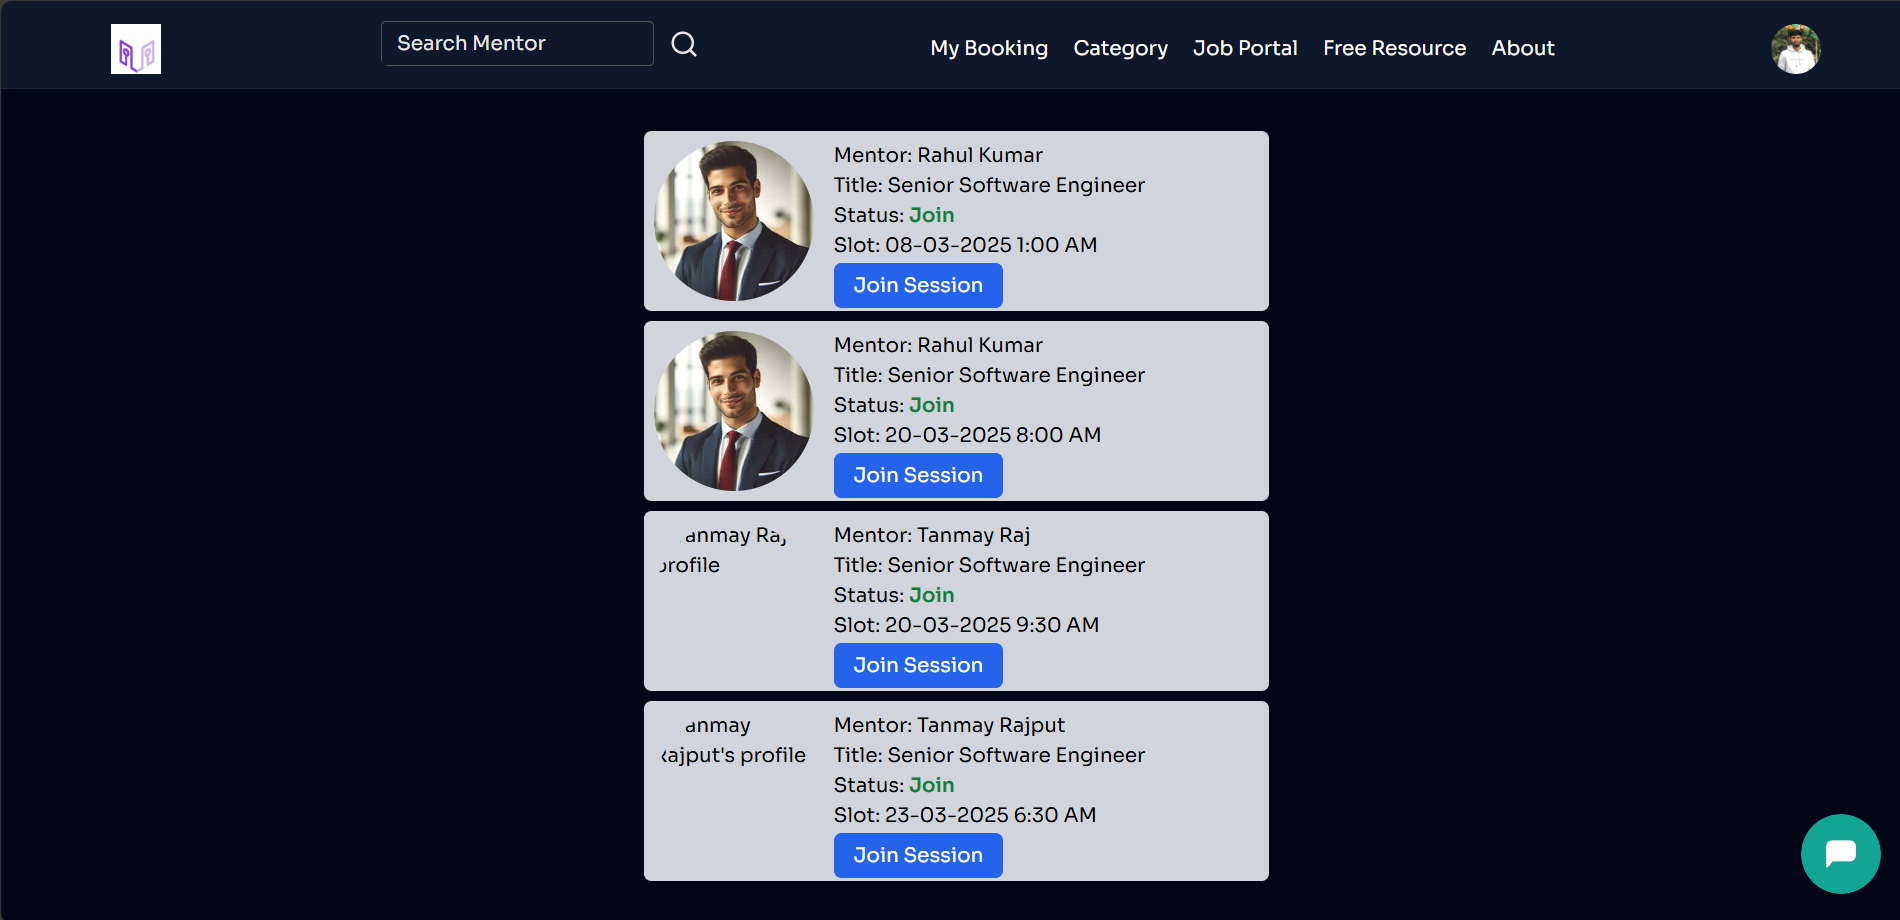 Search Mentor
My Booking Category Job Portal Free Resource About
Mentor: Rahul Kumar
Title: Senior Software Engineer
Status: Join
Slot: 08-03-2025 1:00 AM
Join Session
Mentor: Rahul Kumar
Title: Senior Software Engineer
Status: Join
Slot: 20-03-2025 8:00 AM
Join Session
anmay Raj
profile
Mentor: Tanmay Raj
Title: Senior Software Engineer
Status: Join
Slot: 20-03-2025 9:30 AM
Join Session
anmay
Rajput's profile
Mentor: Tanmay Rajput
Title: Senior Software Engineer
Status: Join
Slot: 23-03-2025 6:30 AM
Join Session